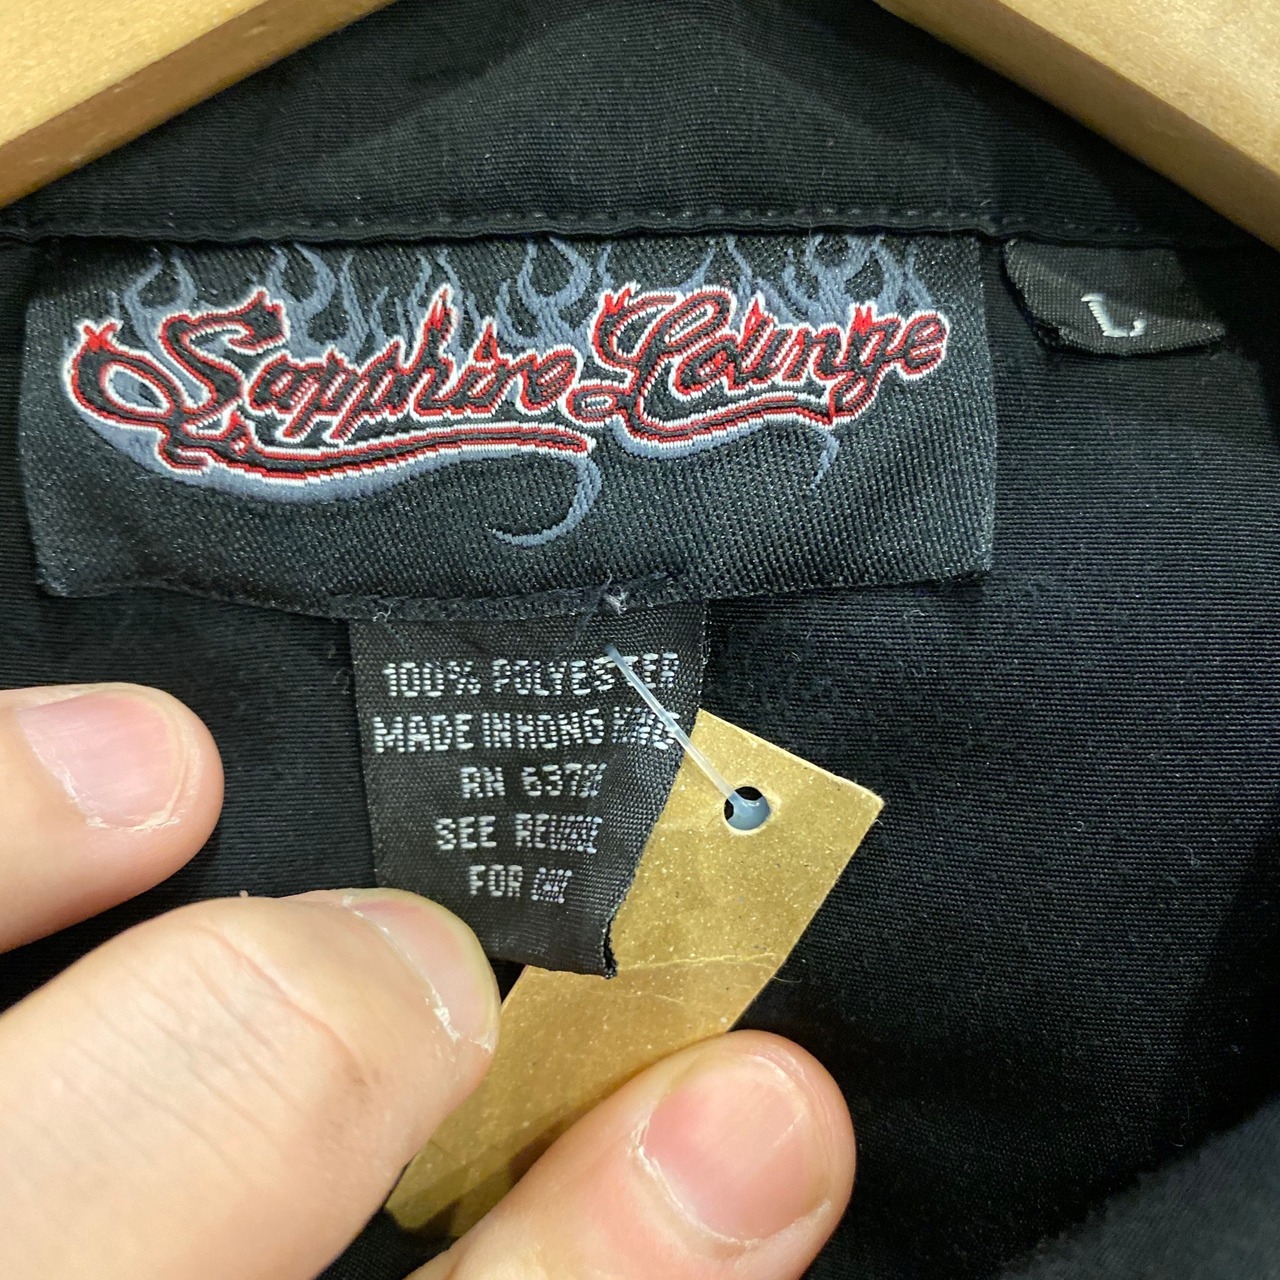 Sapphire Lounge
L
100% POLYESTER
MADE IN HONG KONG
RN
SEE REVERSE
FOR